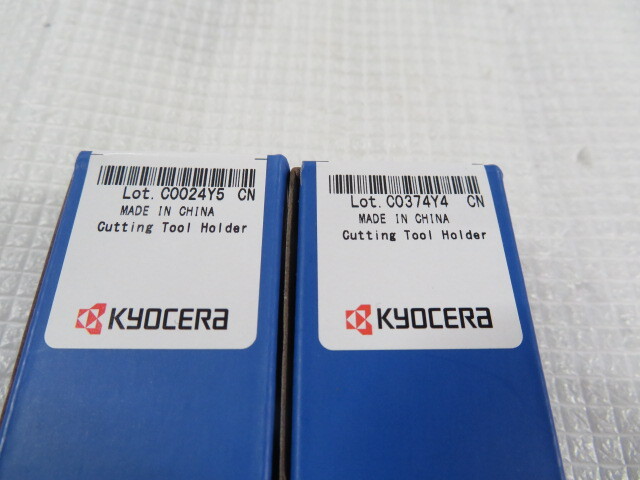 Lot. C0024Y5 CN
MADE IN CHINA
Cutting Tool Holder
KYOCERA
Lot. C0374Y4 CN
MADE IN CHINA
Cutting Tool Holder
KYOCERA